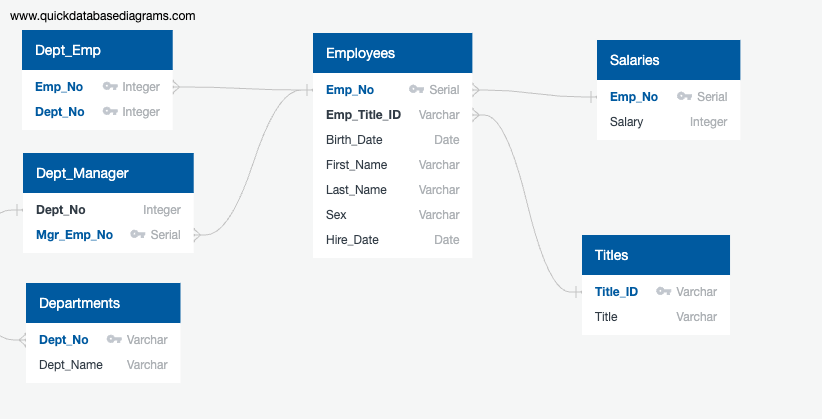 www.quickdatabasediagrams.com
Dept_Emp
Emp_No Integer
Dept_No Integer
Dept_Manager
Dept_No Integer
Mgr_Emp_No Serial
Departments
Dept_No Varchar
Dept_Name Varchar
Employees
Emp_No Serial
Emp_Title_ID Varchar
Birth_Date Date
First_Name Varchar
Last_Name Varchar
Sex Varchar
Hire_Date Date
Salaries
Emp_No Serial
Salary Integer
Titles
Title_ID Varchar
Title Varchar